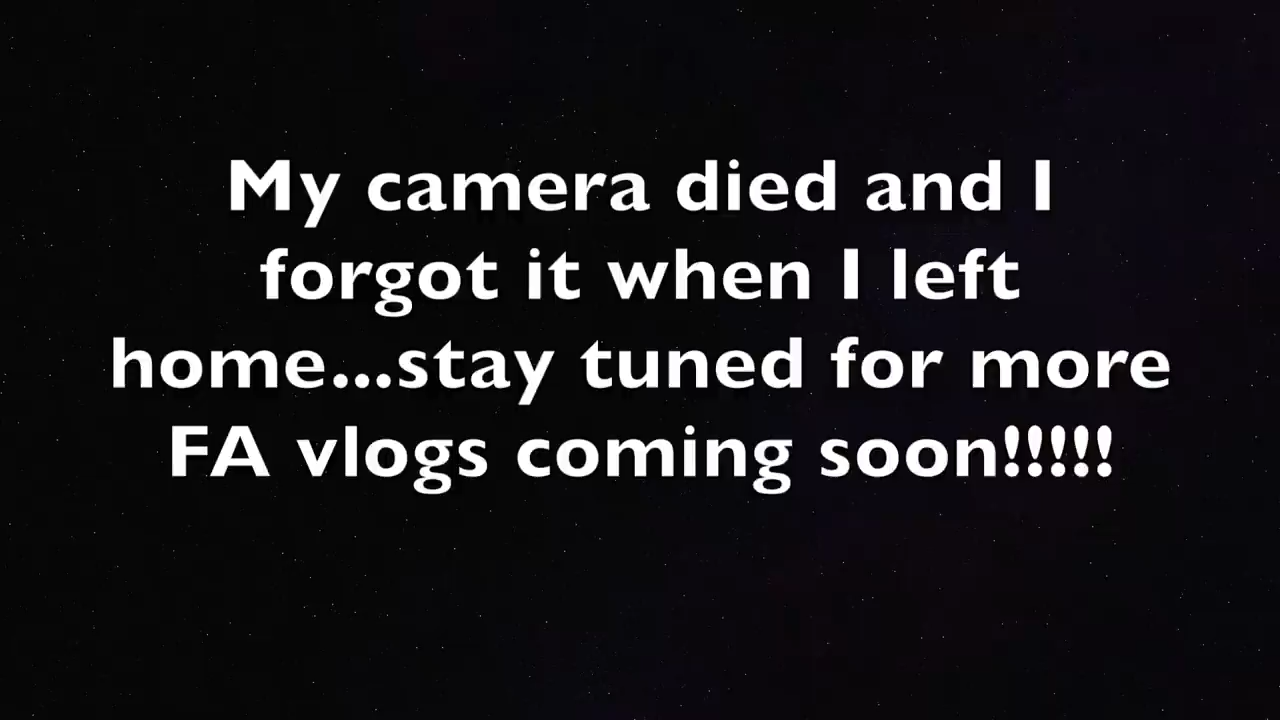 My camera died and I
forgot it when I left
home...stay tuned for more
FA vlogs coming soon!!!!!